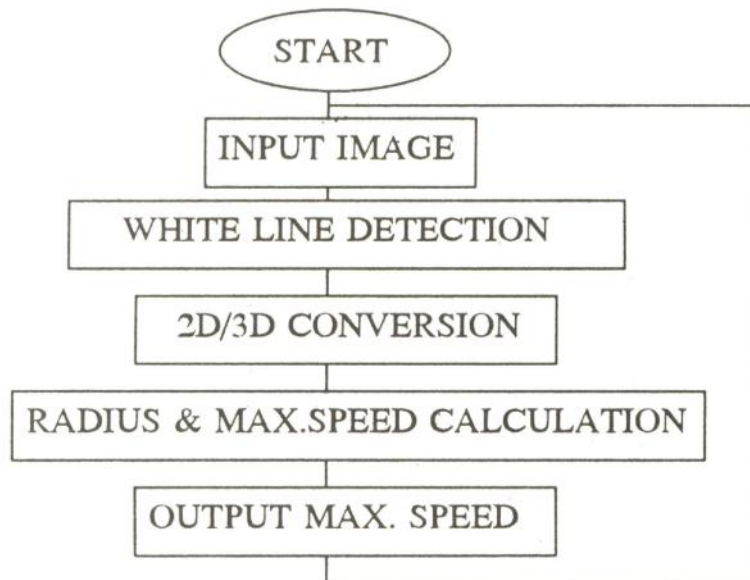 START
INPUT IMAGE
WHITE LINE DETECTION
2D/3D CONVERSION
RADIUS & MAX.SPEED CALCULATION
OUTPUT MAX. SPEED